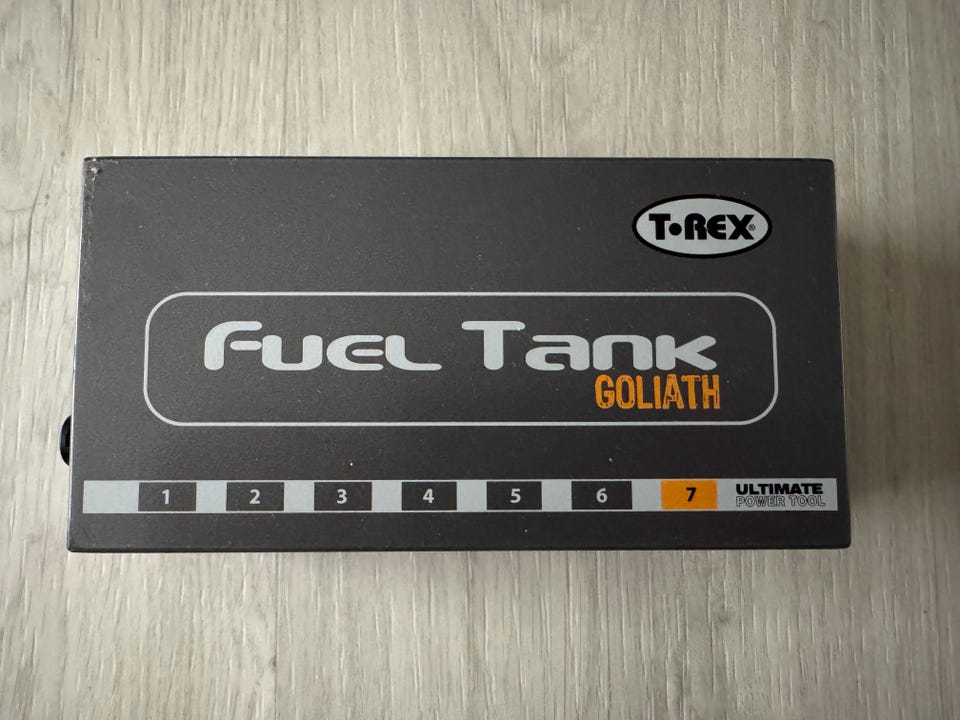 T•REX®
Fuel Tank
GOLIATH
1 2 3 4 5 6 7 ULTIMATE
POWER TOOL